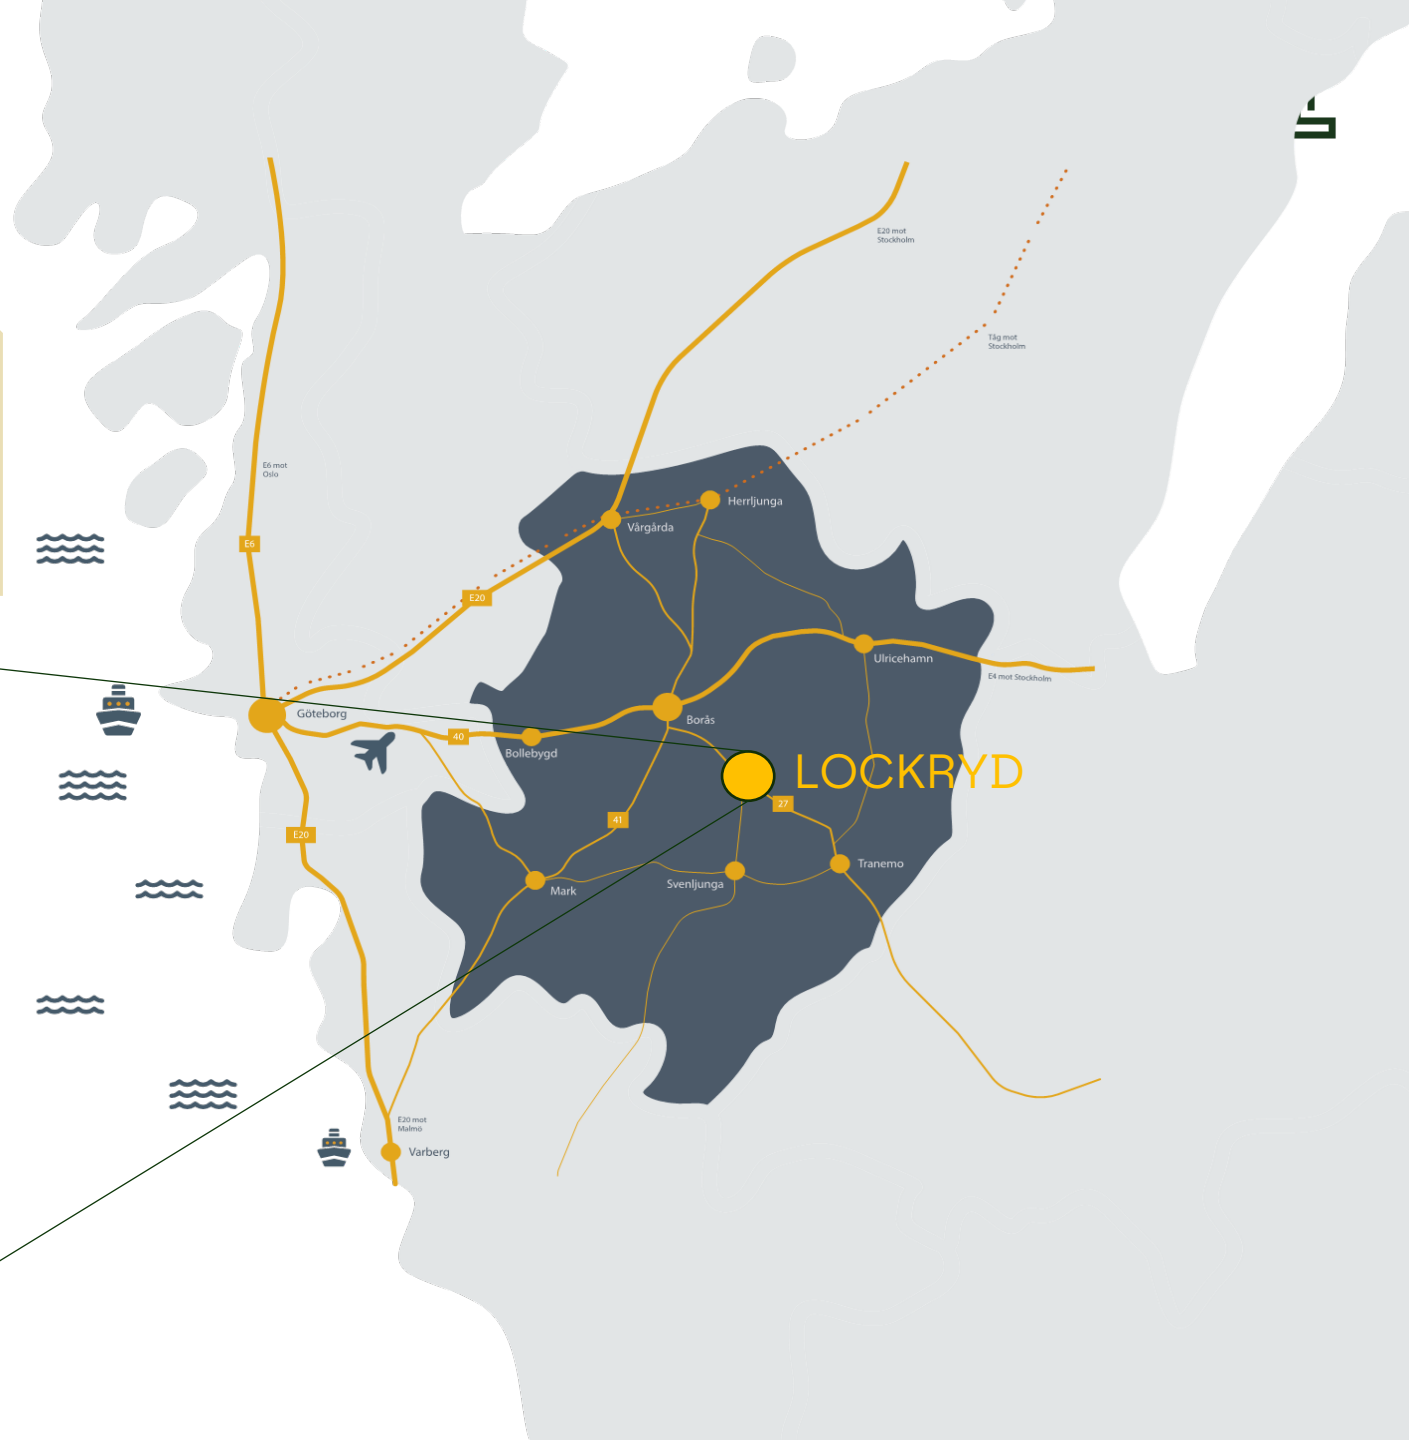 E20 mot
Stockholm
Tåg mot
Stockholm
E6 mot
Oslo
Herrljunga
Vårgårda
E6
E20
Ulricehamn
E4 mot Stockholm
Göteborg
Borås
40
Bollebygd
LOCKRYD
27
41
E20
Tranemo
Svenljunga
Mark
E20 mot
Malmö
Varberg